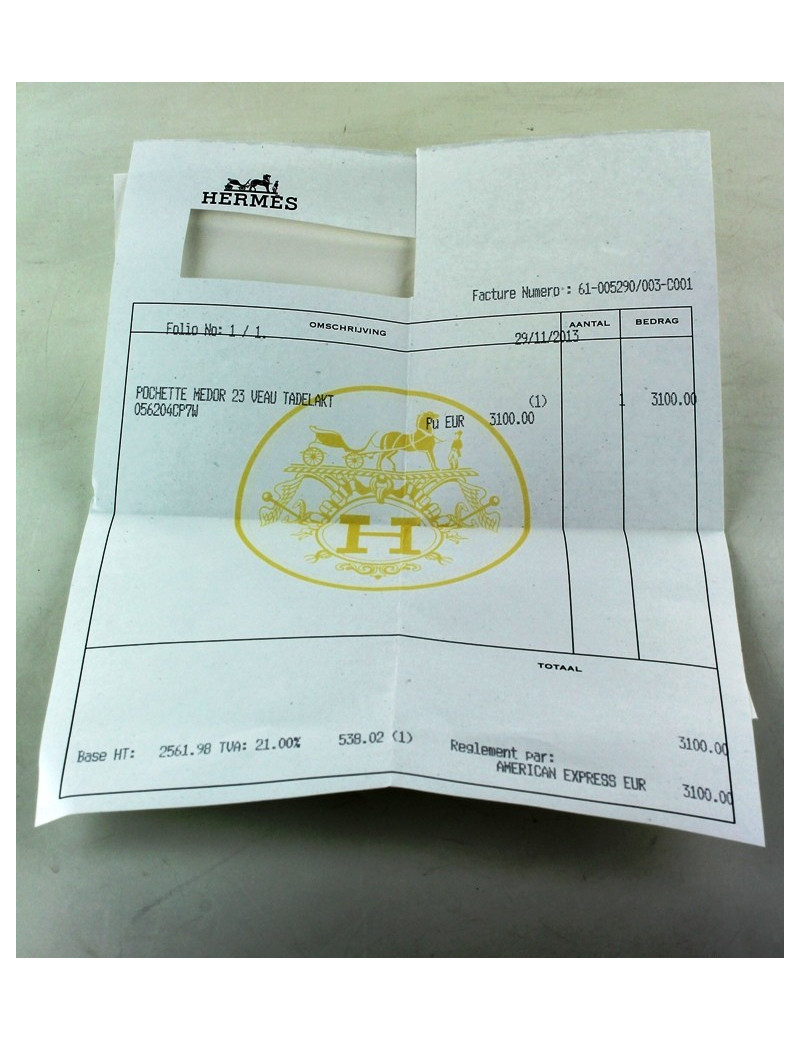 HERMES
Facture Numero : 61-005290/003-C001
Folio No: 1 / 1. OMSCHRIJVING 29/11/2013 AANTAL BEDRAG
POCHETTE MEDOR 23 VEAU TADELAKT (1) 1 3100.00
056204CP7W Pu EUR 3100.00
H
TOTAAL
Base HT: 2561.98 TVA: 21.00% 538.02 (1) Reglement par: 3100.00
AMERICAN EXPRESS EUR 3100.00